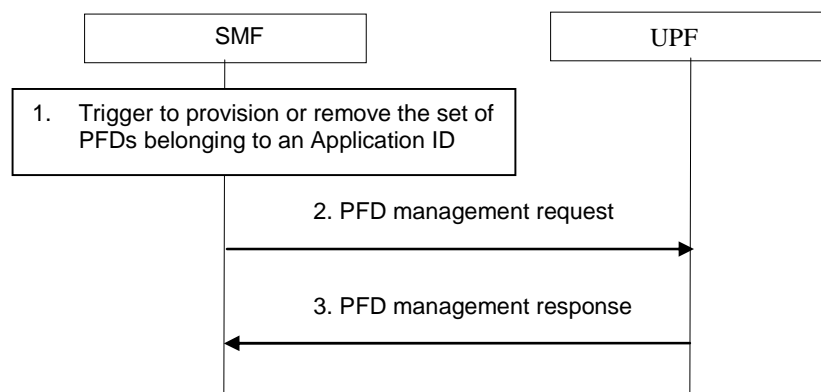 SMF
UPF
1. Trigger to provision or remove the set of
PFDs belonging to an Application ID
2. PFD management request
3. PFD management response